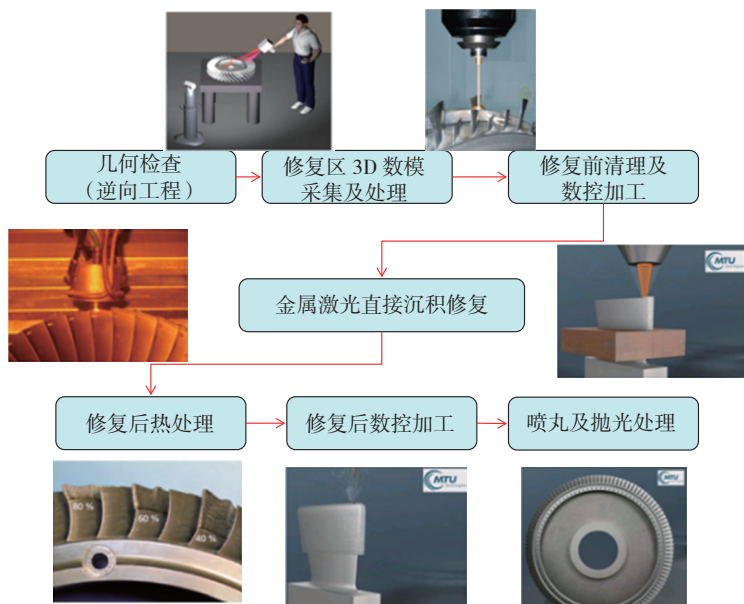 几何检查
（逆向工程）
修复区 3D 数模
采集及处理
修复前清理及
数控加工
MTU
金属激光直接沉积修复
修复后热处理
修复后数控加工
喷丸及抛光处理
80 %
60 %
40 %
MTU
MTU